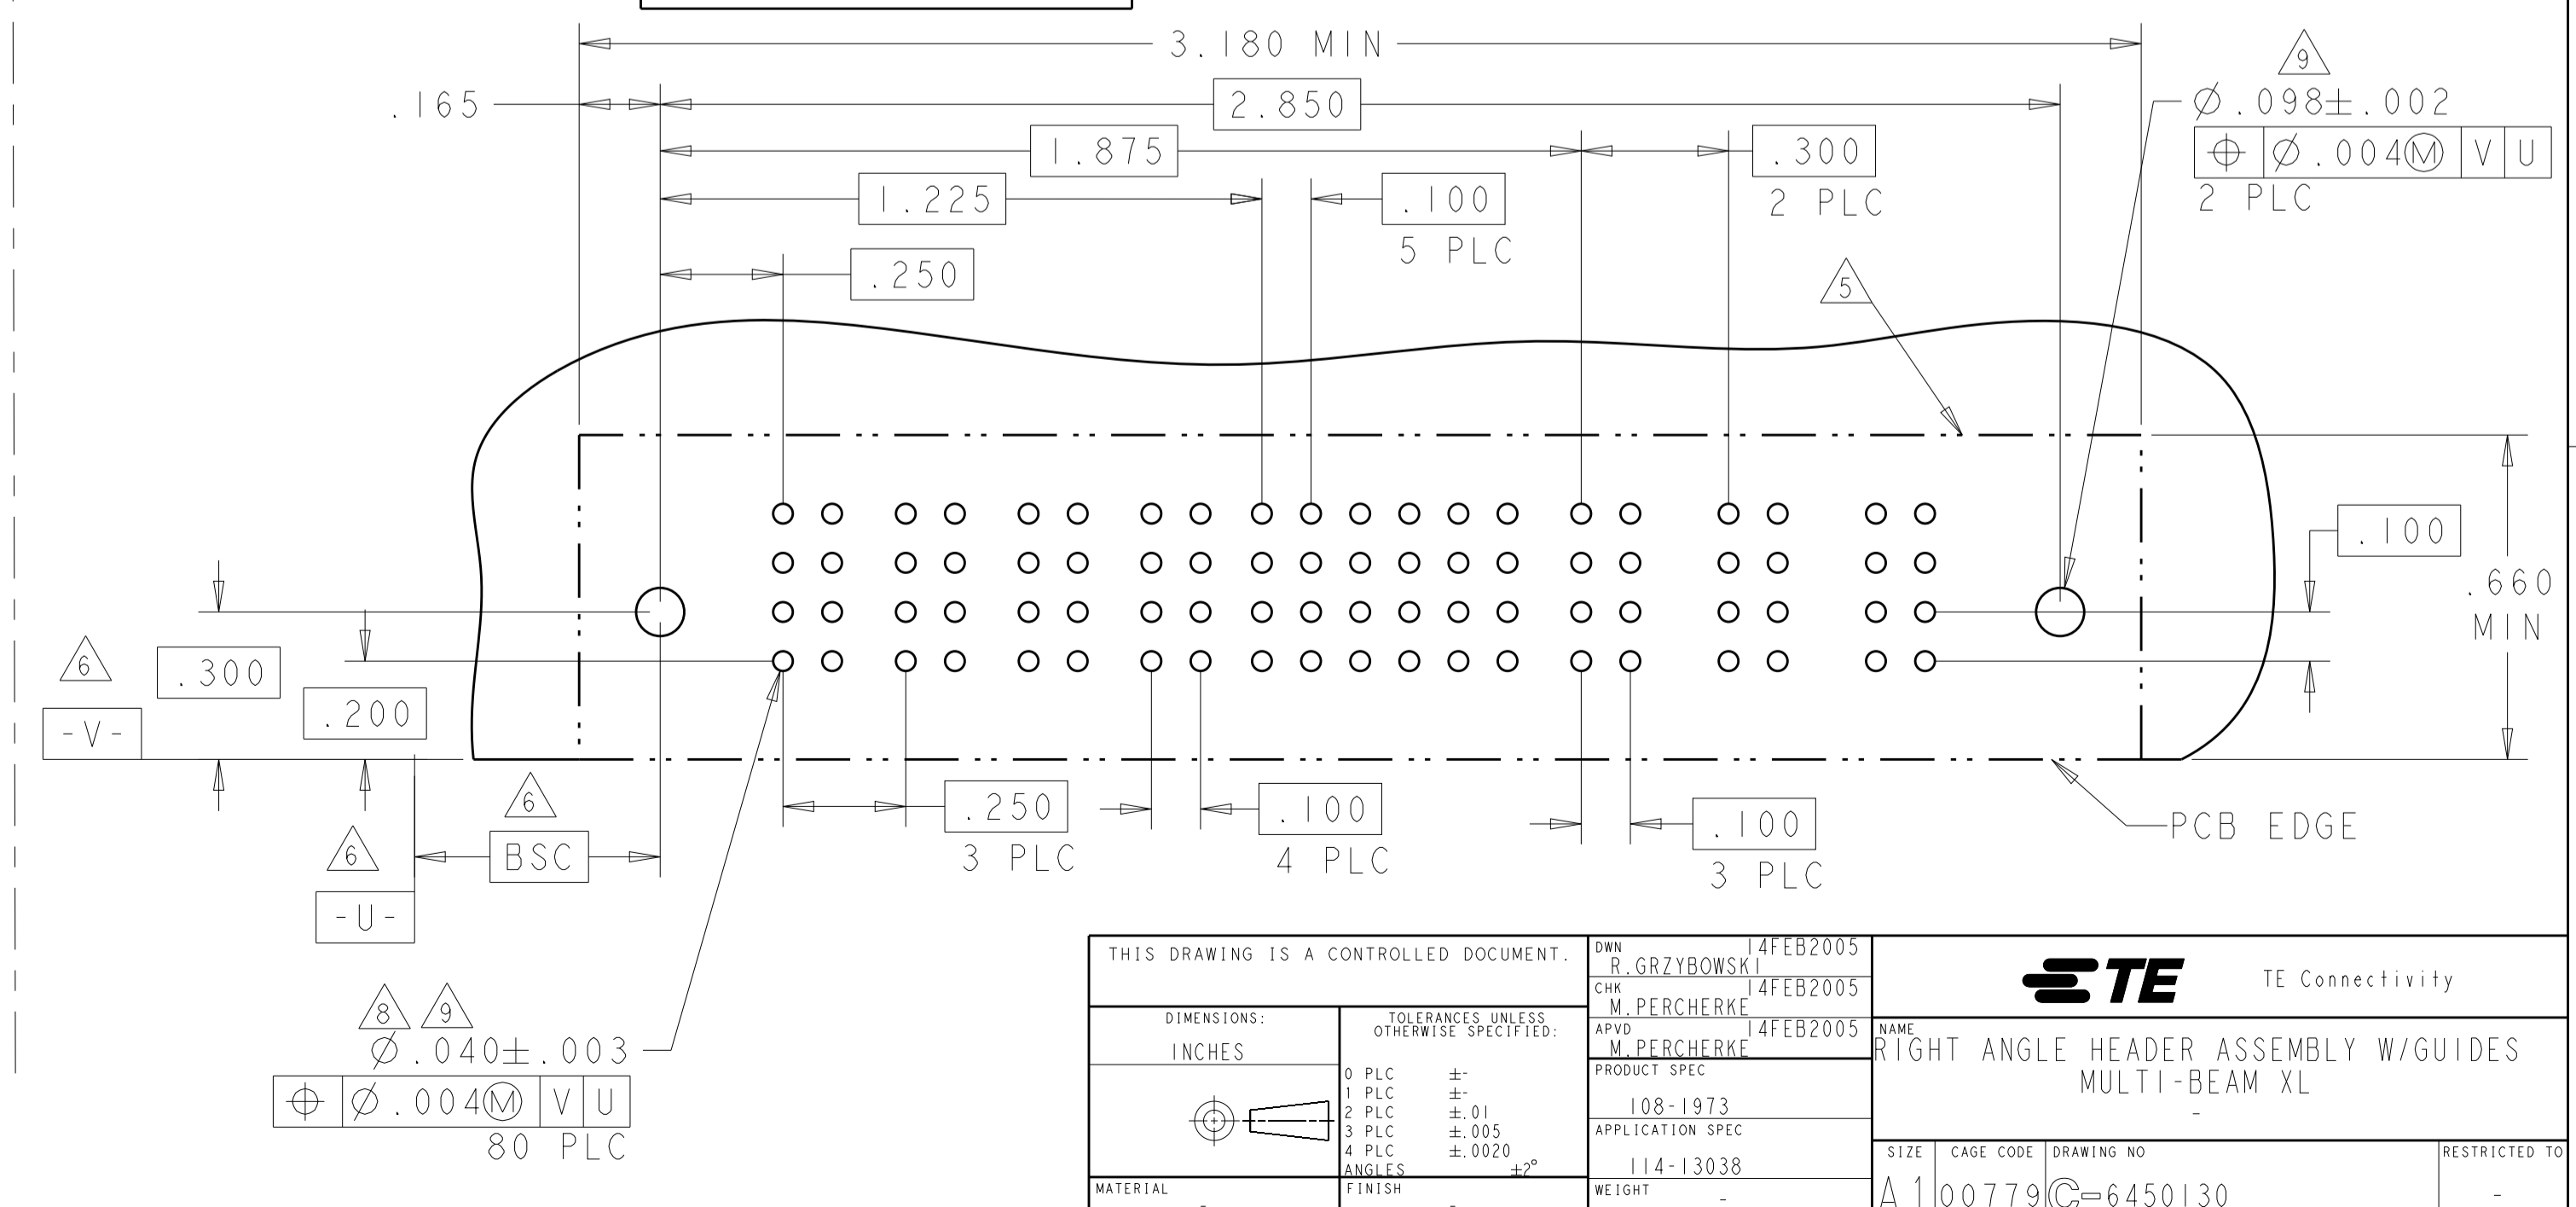 3.180 MIN
.165
2.850
1.875
.300
2 PLC
1.225
.100
5 PLC
.250
9
Ø.098±.002
⌖ Ø.004Ⓜ V U
2 PLC
5
.100
.660
MIN
6
.300
.200
-V-
6
.250
3 PLC
.100
4 PLC
.100
3 PLC
PCB EDGE
6
BSC
-U-
8 9
Ø.040±.003
⌖ Ø.004Ⓜ V U
80 PLC
THIS DRAWING IS A CONTROLLED DOCUMENT.
DIMENSIONS:
INCHES
TOLERANCES UNLESS
OTHERWISE SPECIFIED:
0 PLC ±-
1 PLC ±-
2 PLC ±.01
3 PLC ±.005
4 PLC ±.0020
ANGLES ±2°
MATERIAL
-
FINISH
-
DWN 14FEB2005
R.GRZYBOWSKI
CHK 14FEB2005
M.PERCHERKE
APVD 14FEB2005
M.PERCHERKE
PRODUCT SPEC
108-1973
APPLICATION SPEC
114-13038
WEIGHT -
TE TE Connectivity
NAME
RIGHT ANGLE HEADER ASSEMBLY W/GUIDES
MULTI-BEAM XL
-
SIZE
A1
CAGE CODE
00779
DRAWING NO
C-6450130
RESTRICTED TO
-